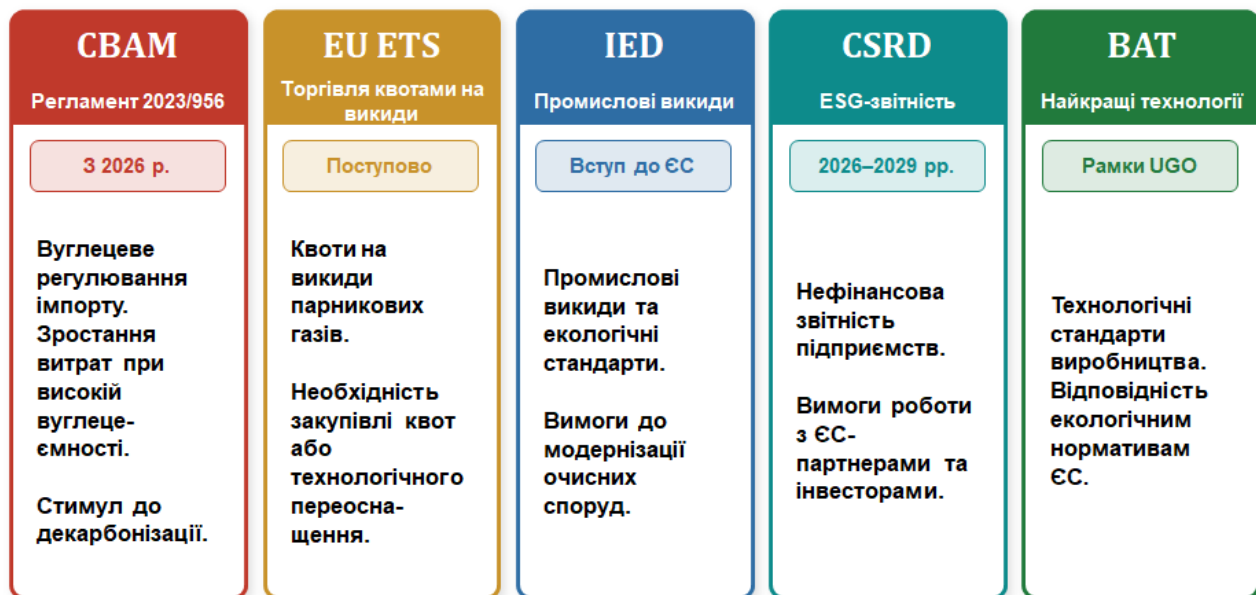 CBAM
Регламент 2023/956
З 2026 р.
Вуглецеве
регулювання
імпорту.
Зростання
витрат при
високій
вуглеце-
ємності.
Стимул до
декарбонізації.
EU ETS
Торгівля квотами на
викиди
Поступово
Квоти на
викиди
парникових
газів.
Необхідність
закупівлі квот
або
технологічного
переосна-
щення.
IED
Промислові викиди
Вступ до ЄС
Промислові
викиди та
екологічні
стандарти.
Вимоги до
модернізації
очисних
споруд.
CSRD
ESG-звітність
2026–2029 рр.
Нефінансова
звітність
підприємств.
Вимоги роботи
з ЄС-
партнерами та
інвесторами.
BAT
Найкращі технології
Рамки UGO
Технологічні
стандарти
виробництва.
Відповідність
екологічним
нормативам
ЄС.